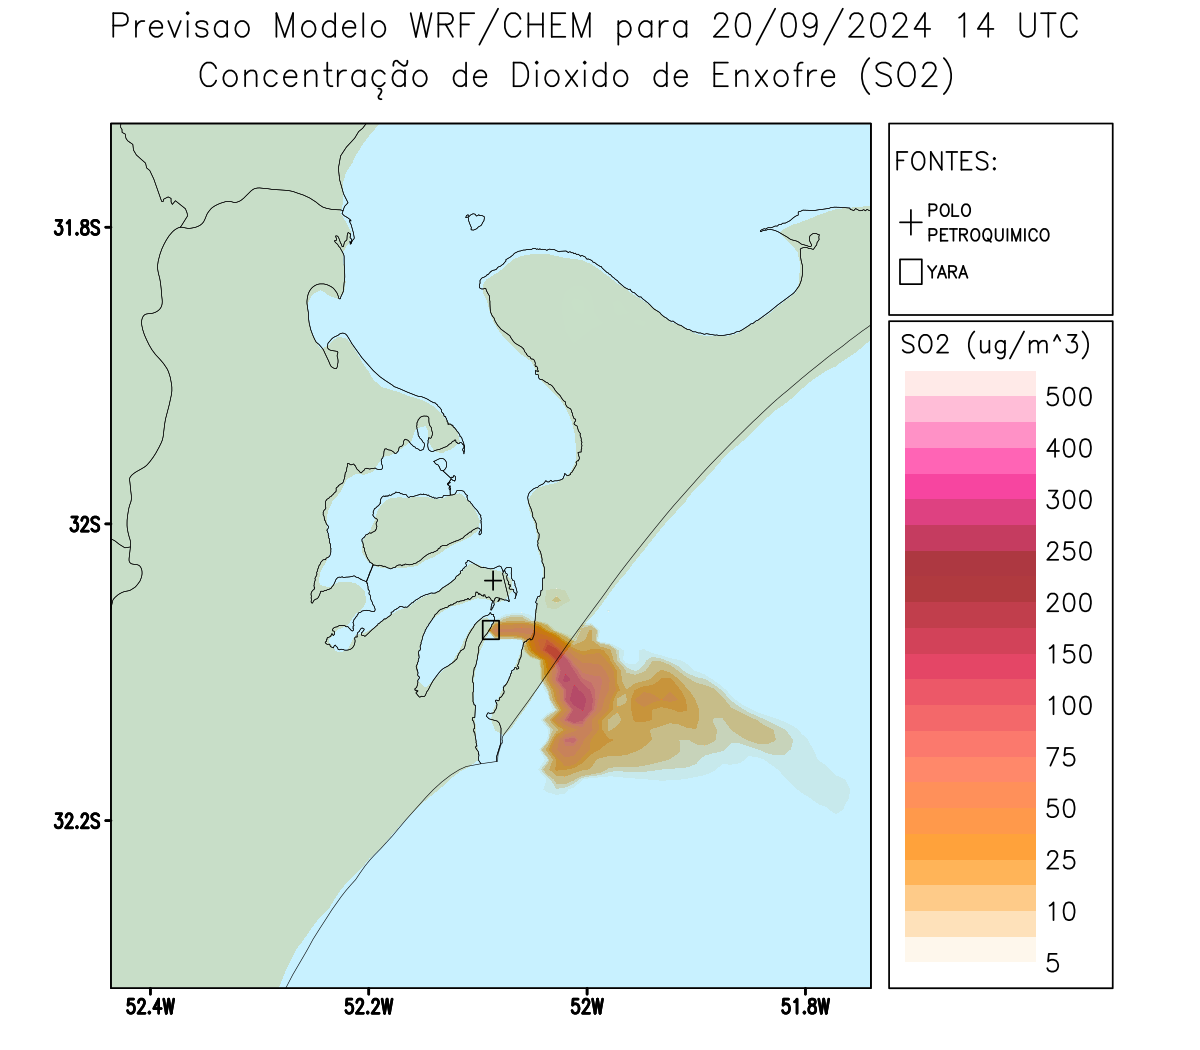 Previsao Modelo WRF/CHEM para 20/09/2024 14 UTC
Concentração de Dioxido de Enxofre (SO2)
FONTES:
POLO
PETROQUIMICO
YARA
31.8S
32S
32.2S
52.4W
52.2W
52W
51.8W
SO2 (ug/m^3)
500
400
300
250
200
150
100
75
50
25
10
5